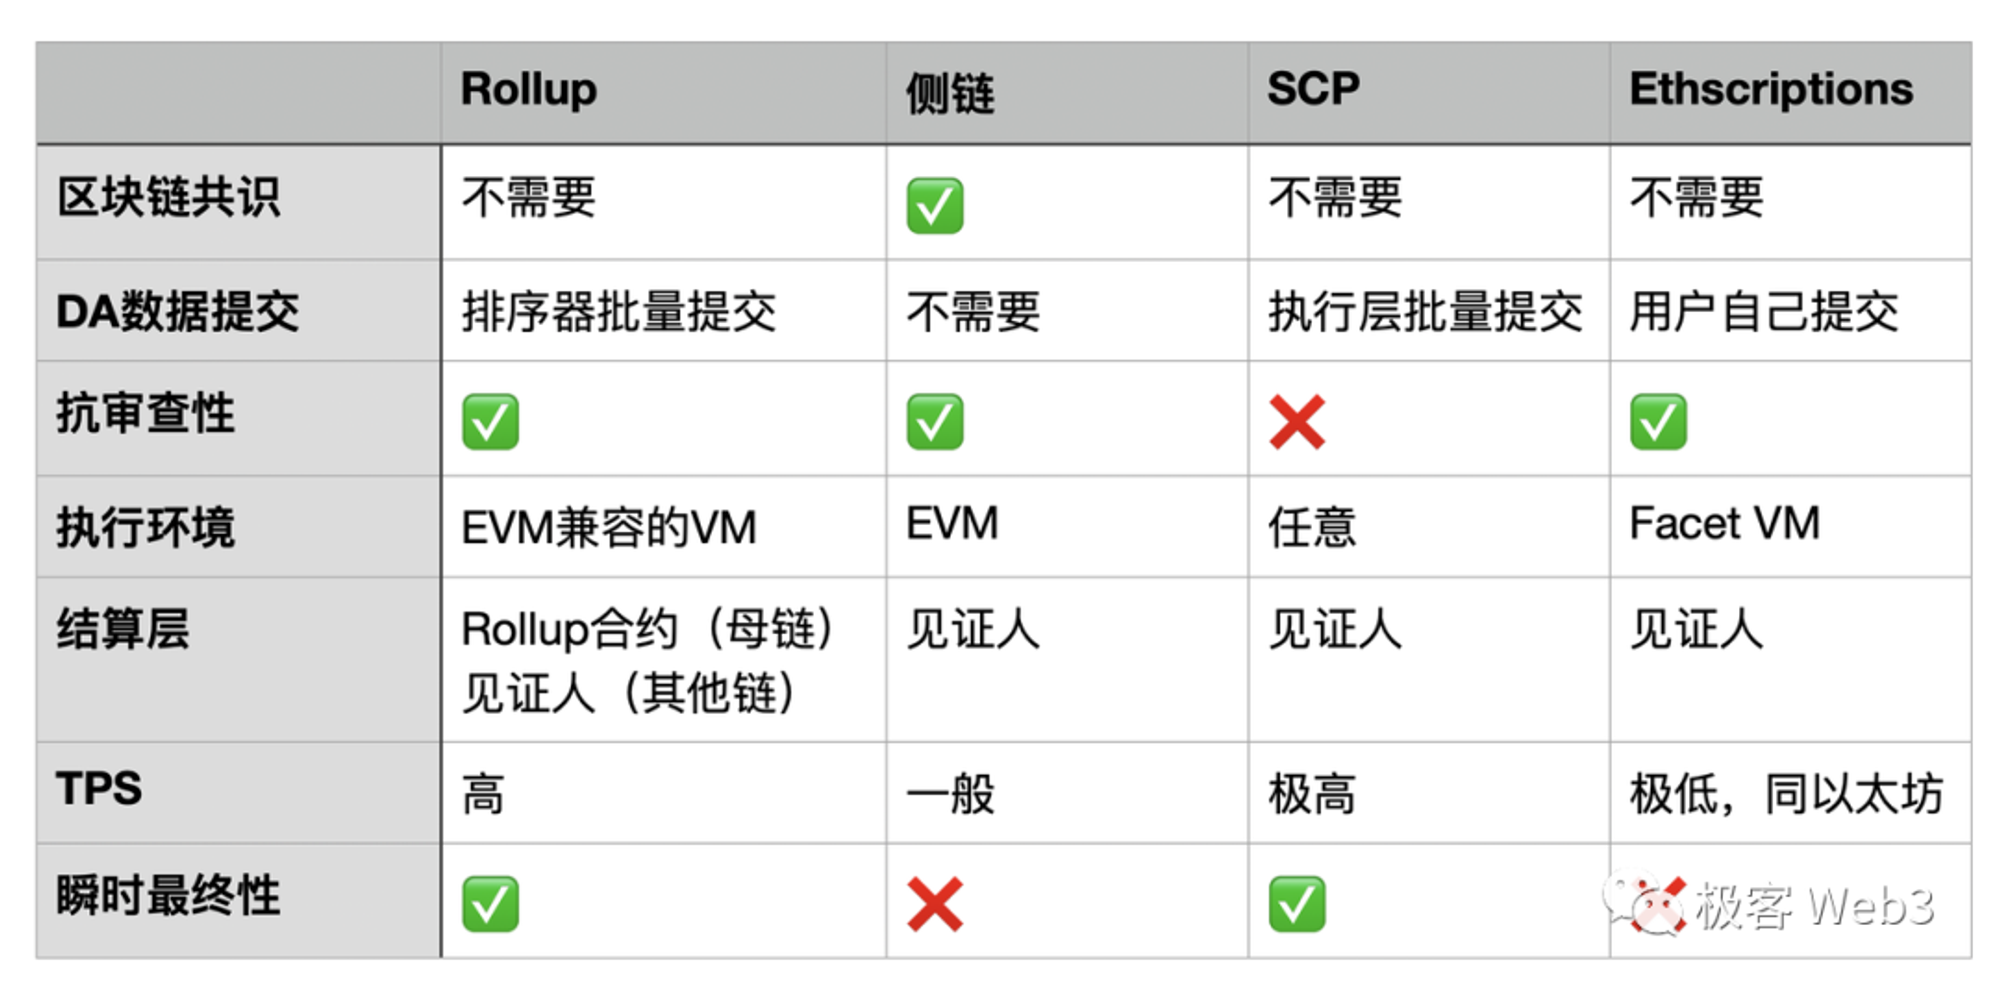 Rollup 侧链 SCP Ethscriptions
区块链共识 不需要 ✅ 不需要 不需要
DA数据提交 排序器批量提交 不需要 执行层批量提交 用户自己提交
抗审查性 ✅ ✅ ❌ ✅
执行环境 EVM兼容的VM EVM 任意 Facet VM
结算层 Rollup合约（母链） 见证人 见证人 见证人
见证人（其他链）
TPS 高 一般 极高 极低，同以太坊
瞬时最终性 ✅ ❌ ✅ ❌
极客 Web3